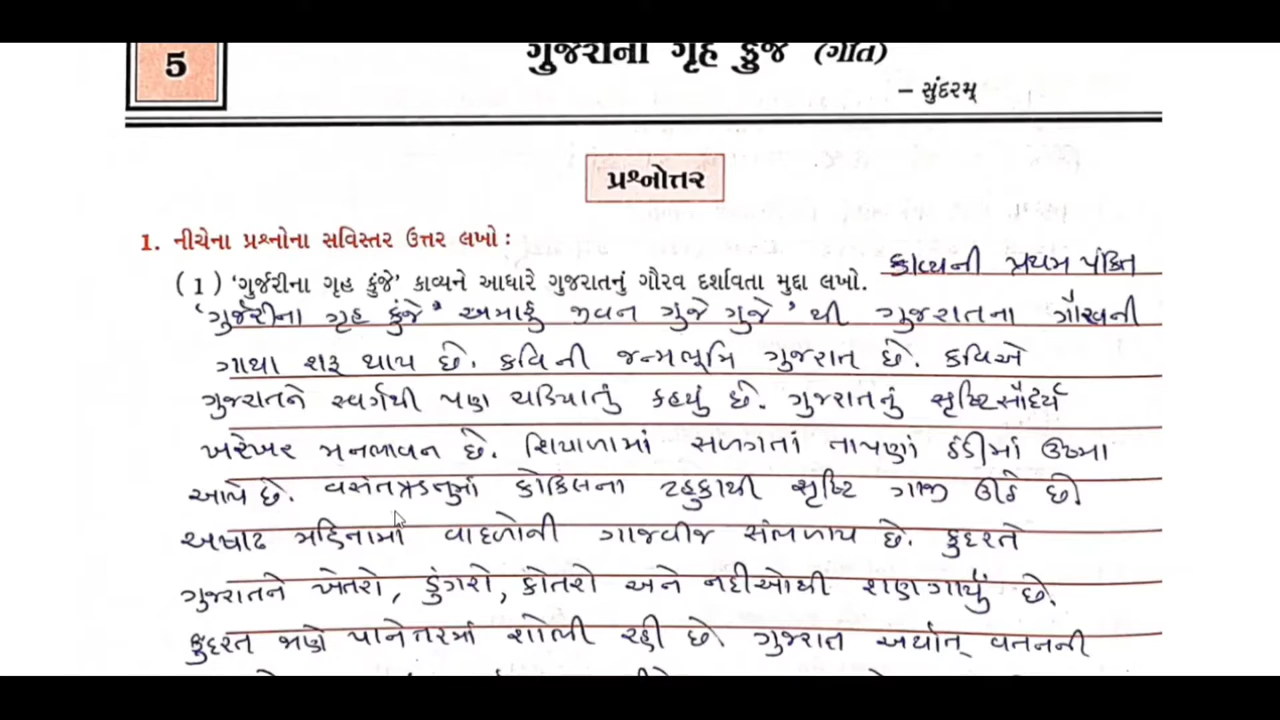 5
ગુર્જરીના ગૃહ કુંજે (ગીત)
– સુંદરમ્
પ્રશ્નોત્તર
1. નીચેના પ્રશ્નોના સવિસ્તર ઉત્તર લખો :
(1) 'ગુર્જરીના ગૃહ કુંજે' કાવ્યને આધારે ગુજરાતનું ગૌરવ દર્શાવતા મુદ્દા લખો. કાવ્યની પ્રથમ પંક્તિ
'ગુર્જરીના ગૃહ કુંજે' અમારું જીવન ગુંજે ગુંજે' થી ગુજરાતના ગૌરવની
ગાથા શરૂ થાય છે. કવિની જન્મભૂમિ ગુજરાત છે. કવિએ
ગુજરાતને સ્વર્ગથી પણ ચડિયાતું કહયું છે. ગુજરાતનું સૃષ્ટિસૌંદર્ય
ખરેખર મનભાવન છે. શિયાળામાં સળગતાં તાપણાં ઠંડીમાં ઉષ્મા
આપે છે. વસંતઋતુમાં કોકિલના ટહુકાથી સૃષ્ટિ ગાજી ઊઠે છે.
અષાઢ મહિનામાં વાદળોની ગાજવીજ સંભળાય છે. કુદરતે
ગુજરાતને ખેતરો, ડુંગરો, કોતરો અને નદીઓથી શણગાર્યું છે.
કુદરત જાણે પાનેતરમાં શોભી રહી છે. ગુજરાત અર્થાત્ વતનની